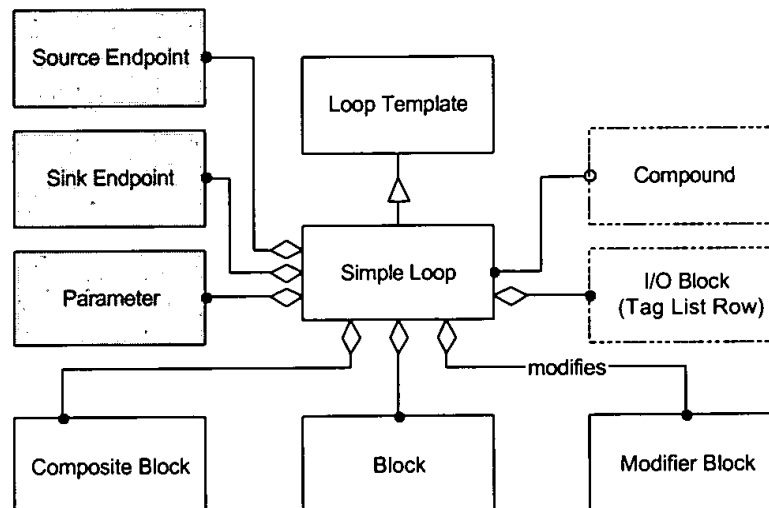 Source Endpoint
Loop Template
Sink Endpoint
Compound
Simple Loop
Parameter
I/O Block
(Tag List Row)
modifies
Composite Block
Block
Modifier Block